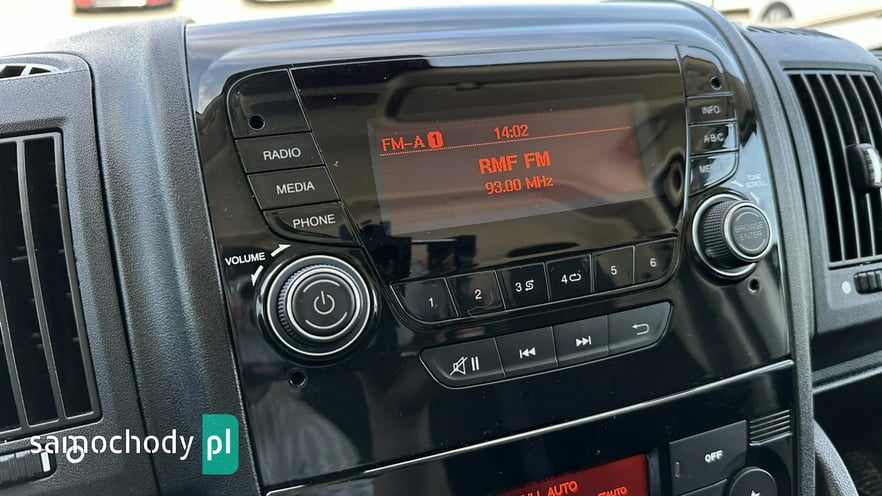 INFO
A-B-C
RADIO
MEDIA
PHONE
FM-A 1 14:02
RMF FM
93.00 MHz
TUNE
SCROLL
BROWSE
ENTER
VOLUME
1 2 3 4 5 6
samochody pl
OFF
AUTO
AUTO